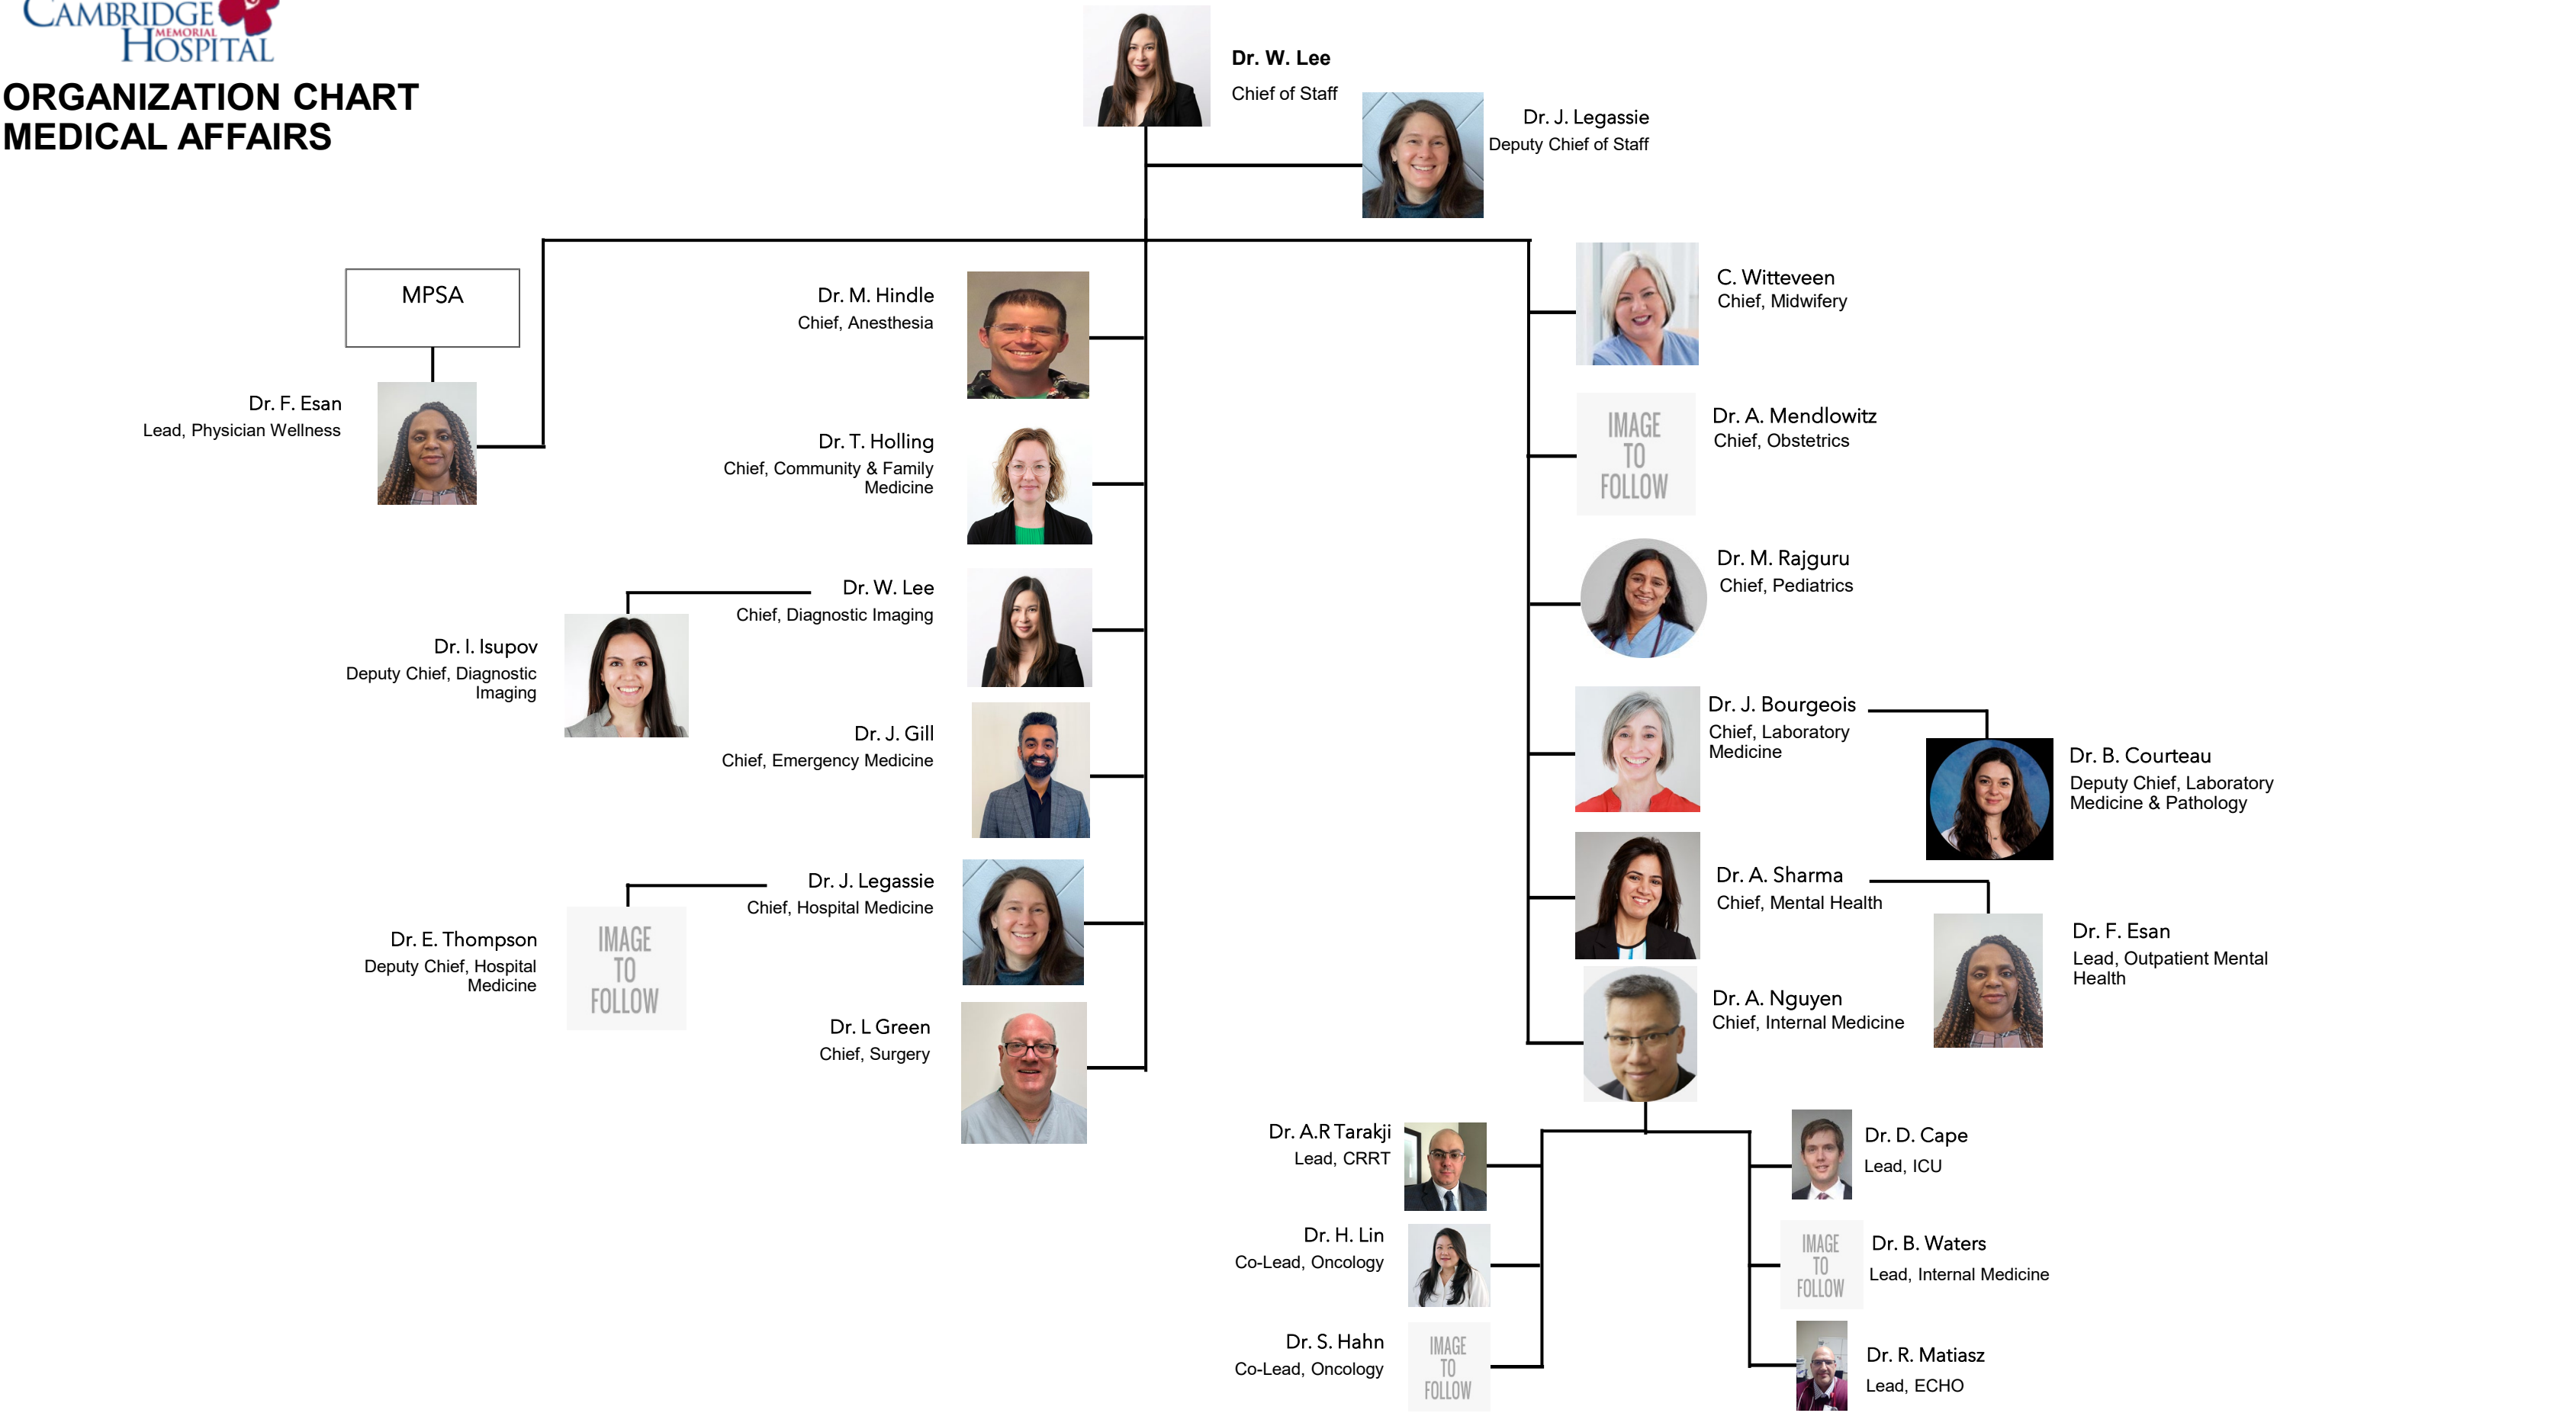 CAMBRIDGE
MEMORIAL
HOSPITAL
ORGANIZATION CHART
MEDICAL AFFAIRS
Dr. W. Lee
Chief of Staff
Dr. J. Legassie
Deputy Chief of Staff
MPSA
Dr. F. Esan
Lead, Physician Wellness
Dr. M. Hindle
Chief, Anesthesia
Dr. T. Holling
Chief, Community & Family
Medicine
Dr. W. Lee
Chief, Diagnostic Imaging
Dr. I. Isupov
Deputy Chief, Diagnostic
Imaging
Dr. J. Gill
Chief, Emergency Medicine
Dr. J. Legassie
Chief, Hospital Medicine
Dr. E. Thompson
Deputy Chief, Hospital
Medicine
IMAGE
TO
FOLLOW
Dr. L Green
Chief, Surgery
C. Witteveen
Chief, Midwifery
IMAGE
TO
FOLLOW
Dr. A. Mendlowitz
Chief, Obstetrics
Dr. M. Rajguru
Chief, Pediatrics
Dr. J. Bourgeois
Chief, Laboratory
Medicine
Dr. B. Courteau
Deputy Chief, Laboratory
Medicine & Pathology
Dr. A. Sharma
Chief, Mental Health
Dr. F. Esan
Lead, Outpatient Mental
Health
Dr. A. Nguyen
Chief, Internal Medicine
Dr. A.R Tarakji
Lead, CRRT
Dr. H. Lin
Co-Lead, Oncology
Dr. S. Hahn
Co-Lead, Oncology
IMAGE
TO
FOLLOW
Dr. D. Cape
Lead, ICU
IMAGE
TO
FOLLOW
Dr. B. Waters
Lead, Internal Medicine
Dr. R. Matiasz
Lead, ECHO